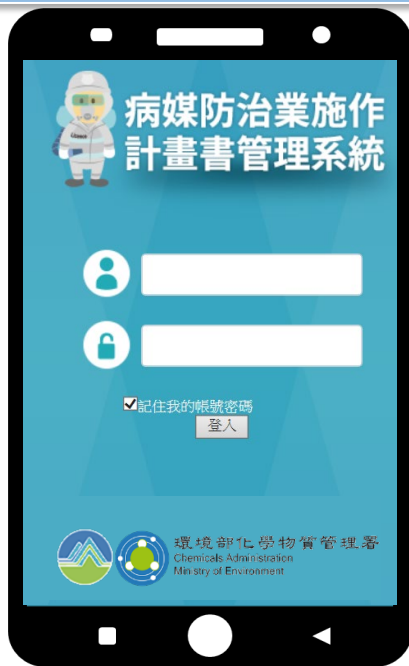 病媒防治業施作
計畫書管理系統
記住我的帳號密碼
登入
環境部化學物質管理署
Chemicals Administration
Ministry of Environment